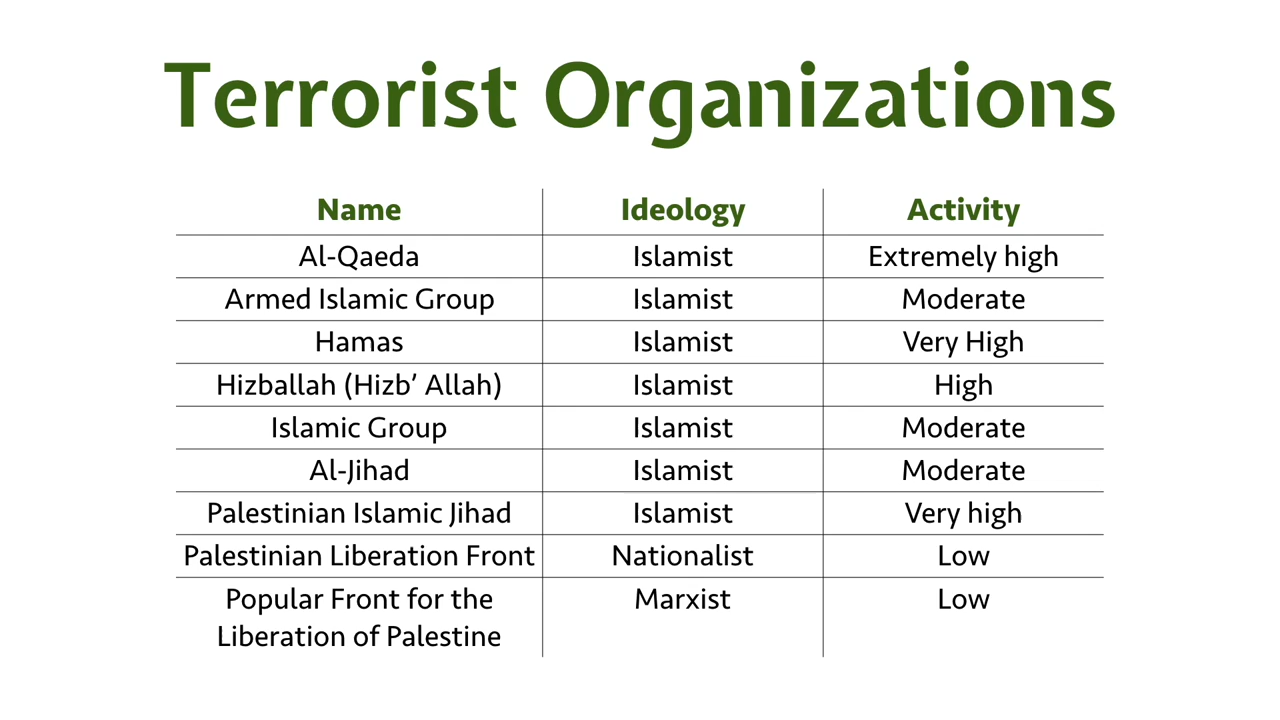 Terrorist Organizations
Name Ideology Activity
Al-Qaeda Islamist Extremely high
Armed Islamic Group Islamist Moderate
Hamas Islamist Very High
Hizballah (Hizb’ Allah) Islamist High
Islamic Group Islamist Moderate
Al-Jihad Islamist Moderate
Palestinian Islamic Jihad Islamist Very high
Palestinian Liberation Front Nationalist Low
Popular Front for the Marxist Low
Liberation of Palestine